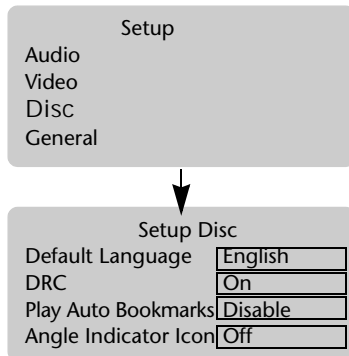 Setup
Audio
Video
Disc
General
Setup Disc
Default Language English
DRC On
Play Auto Bookmarks Disable
Angle Indicator Icon Off